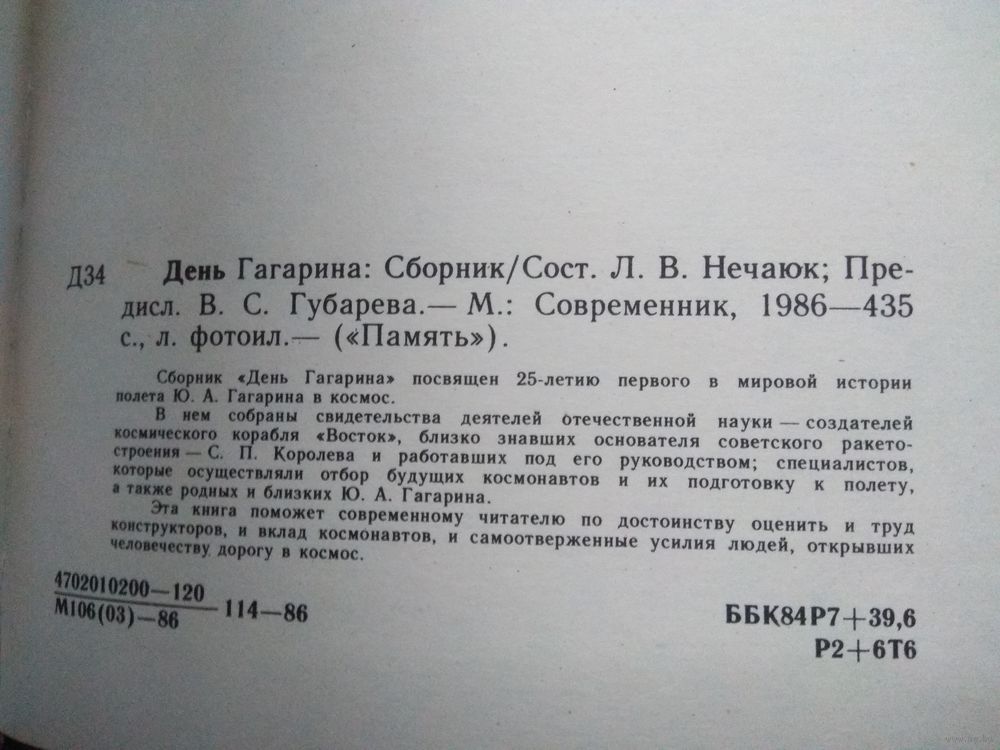 Д34 День Гагарина: Сборник/Сост. Л. В. Нечаюк; Пре-
дисл. В. С. Губарева.— М.: Современник, 1986—435
с., л. фотоил.— («Память»).
Сборник «День Гагарина» посвящен 25-летию первого в мировой истории
полета Ю. А. Гагарина в космос.
В нем собраны свидетельства деятелей отечественной науки — создателей
космического корабля «Восток», близко знавших основателя советского ракето-
строения — С. П. Королева и работавших под его руководством; специалистов,
которые осуществляли отбор будущих космонавтов и их подготовку к полету,
а также родных и близких Ю. А. Гагарина.
Эта книга поможет современному читателю по достоинству оценить и труд
конструкторов, и вклад космонавтов, и самоотверженные усилия людей, открывших
человечеству дорогу в космос.
4702010200—120
М106(03)—86
114—86
ББК84Р7+39,6
Р2+6Т6